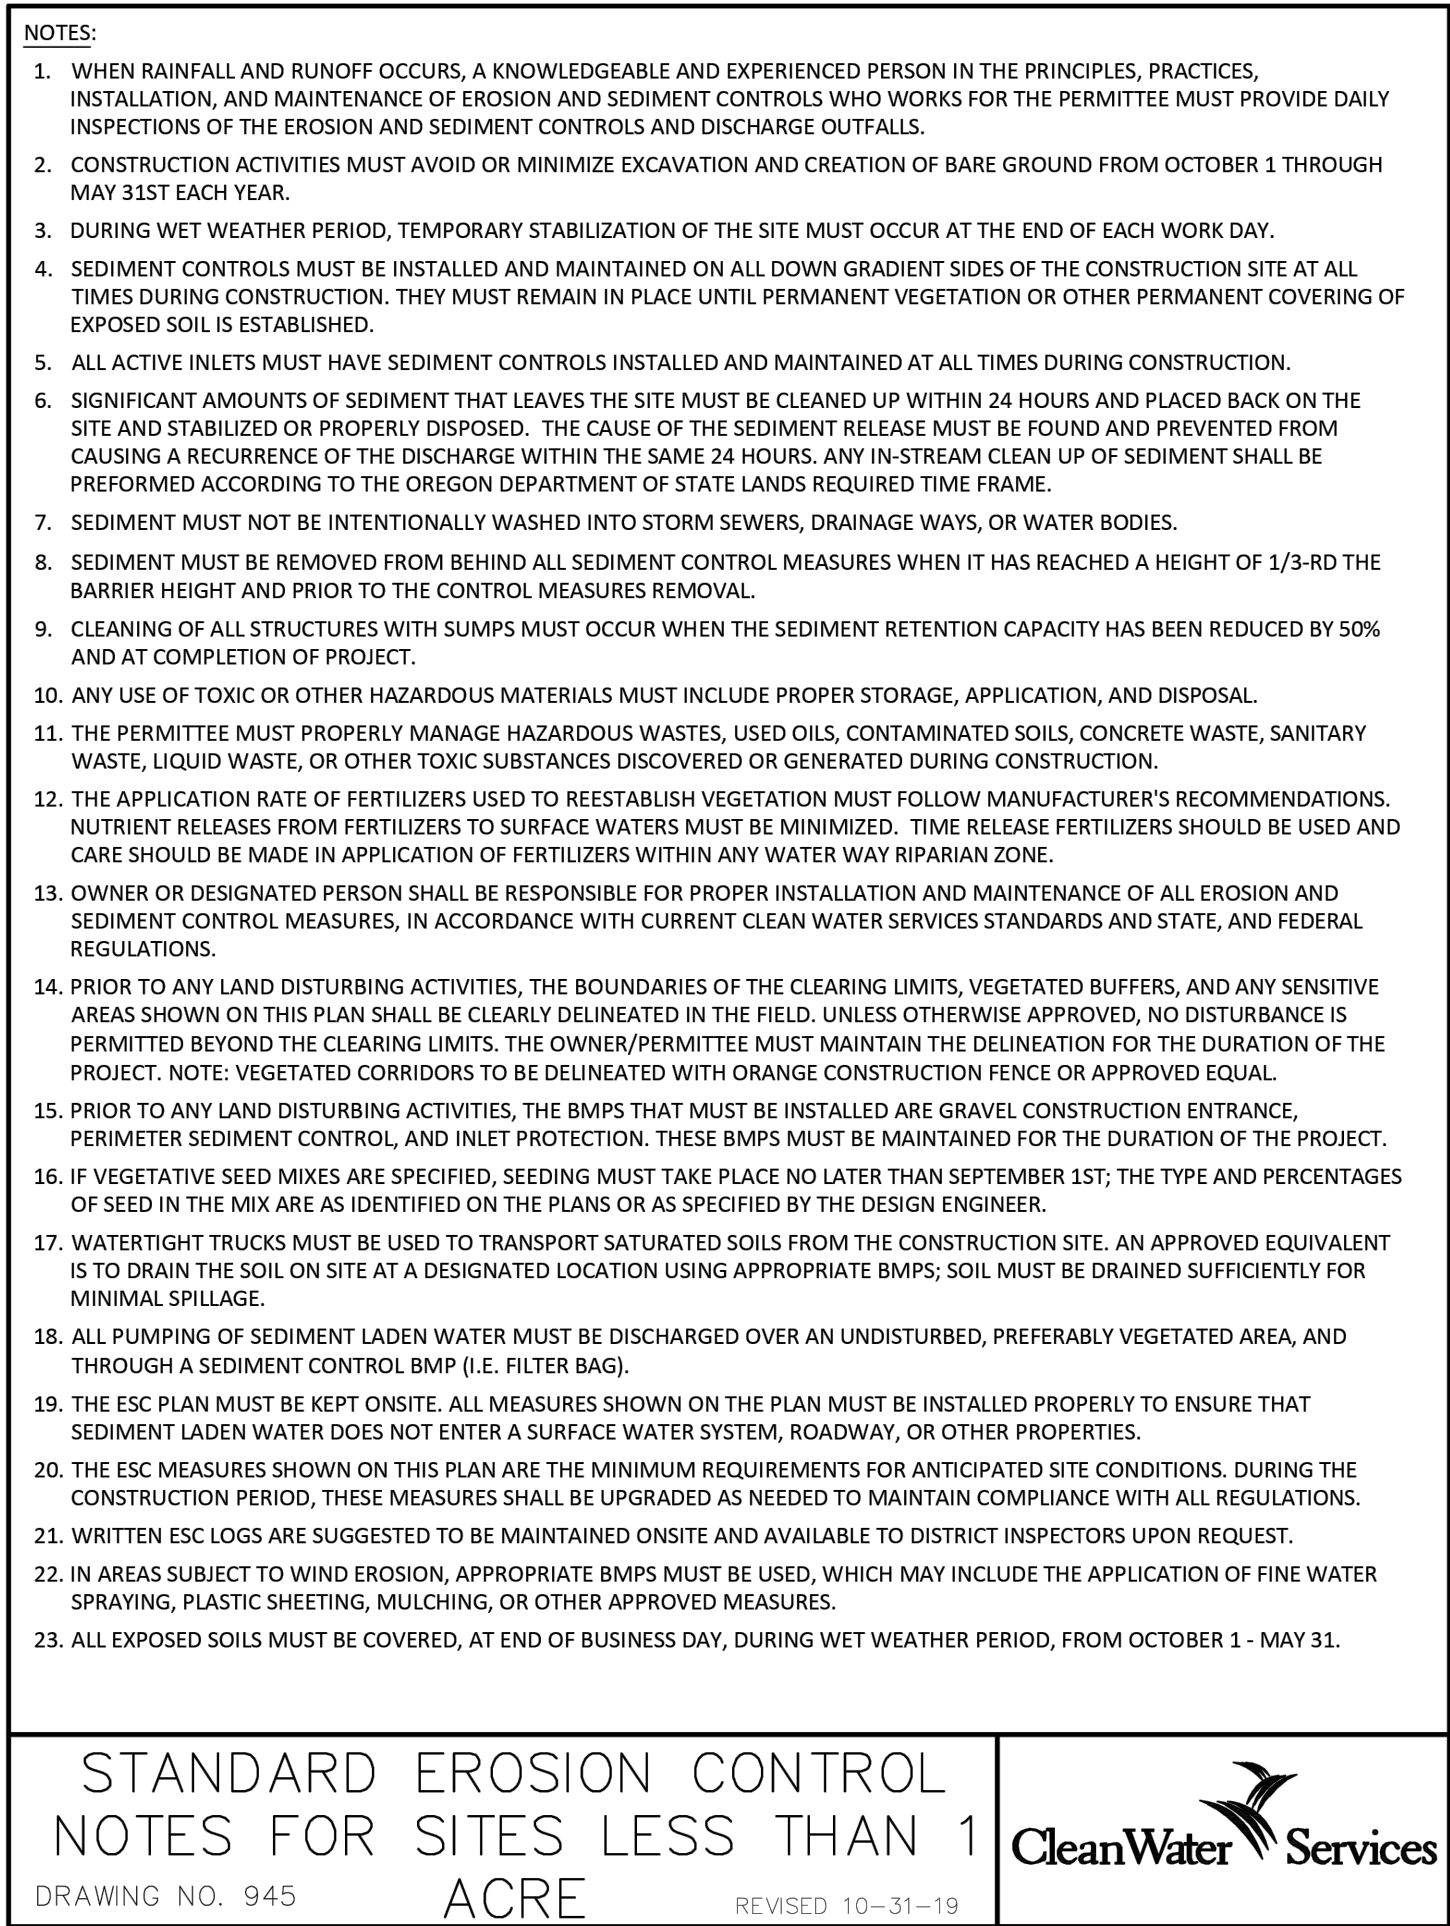 NOTES:
1. WHEN RAINFALL AND RUNOFF OCCURS, A KNOWLEDGEABLE AND EXPERIENCED PERSON IN THE PRINCIPLES, PRACTICES,
INSTALLATION, AND MAINTENANCE OF EROSION AND SEDIMENT CONTROLS WHO WORKS FOR THE PERMITTEE MUST PROVIDE DAILY
INSPECTIONS OF THE EROSION AND SEDIMENT CONTROLS AND DISCHARGE OUTFALLS.
2. CONSTRUCTION ACTIVITIES MUST AVOID OR MINIMIZE EXCAVATION AND CREATION OF BARE GROUND FROM OCTOBER 1 THROUGH
MAY 31ST EACH YEAR.
3. DURING WET WEATHER PERIOD, TEMPORARY STABILIZATION OF THE SITE MUST OCCUR AT THE END OF EACH WORK DAY.
4. SEDIMENT CONTROLS MUST BE INSTALLED AND MAINTAINED ON ALL DOWN GRADIENT SIDES OF THE CONSTRUCTION SITE AT ALL
TIMES DURING CONSTRUCTION. THEY MUST REMAIN IN PLACE UNTIL PERMANENT VEGETATION OR OTHER PERMANENT COVERING OF
EXPOSED SOIL IS ESTABLISHED.
5. ALL ACTIVE INLETS MUST HAVE SEDIMENT CONTROLS INSTALLED AND MAINTAINED AT ALL TIMES DURING CONSTRUCTION.
6. SIGNIFICANT AMOUNTS OF SEDIMENT THAT LEAVES THE SITE MUST BE CLEANED UP WITHIN 24 HOURS AND PLACED BACK ON THE
SITE AND STABILIZED OR PROPERLY DISPOSED. THE CAUSE OF THE SEDIMENT RELEASE MUST BE FOUND AND PREVENTED FROM
CAUSING A RECURRENCE OF THE DISCHARGE WITHIN THE SAME 24 HOURS. ANY IN-STREAM CLEAN UP OF SEDIMENT SHALL BE
PREFORMED ACCORDING TO THE OREGON DEPARTMENT OF STATE LANDS REQUIRED TIME FRAME.
7. SEDIMENT MUST NOT BE INTENTIONALLY WASHED INTO STORM SEWERS, DRAINAGE WAYS, OR WATER BODIES.
8. SEDIMENT MUST BE REMOVED FROM BEHIND ALL SEDIMENT CONTROL MEASURES WHEN IT HAS REACHED A HEIGHT OF 1/3-RD THE
BARRIER HEIGHT AND PRIOR TO THE CONTROL MEASURES REMOVAL.
9. CLEANING OF ALL STRUCTURES WITH SUMPS MUST OCCUR WHEN THE SEDIMENT RETENTION CAPACITY HAS BEEN REDUCED BY 50%
AND AT COMPLETION OF PROJECT.
10. ANY USE OF TOXIC OR OTHER HAZARDOUS MATERIALS MUST INCLUDE PROPER STORAGE, APPLICATION, AND DISPOSAL.
11. THE PERMITTEE MUST PROPERLY MANAGE HAZARDOUS WASTES, USED OILS, CONTAMINATED SOILS, CONCRETE WASTE, SANITARY
WASTE, LIQUID WASTE, OR OTHER TOXIC SUBSTANCES DISCOVERED OR GENERATED DURING CONSTRUCTION.
12. THE APPLICATION RATE OF FERTILIZERS USED TO REESTABLISH VEGETATION MUST FOLLOW MANUFACTURER'S RECOMMENDATIONS.
NUTRIENT RELEASES FROM FERTILIZERS TO SURFACE WATERS MUST BE MINIMIZED. TIME RELEASE FERTILIZERS SHOULD BE USED AND
CARE SHOULD BE MADE IN APPLICATION OF FERTILIZERS WITHIN ANY WATER WAY RIPARIAN ZONE.
13. OWNER OR DESIGNATED PERSON SHALL BE RESPONSIBLE FOR PROPER INSTALLATION AND MAINTENANCE OF ALL EROSION AND
SEDIMENT CONTROL MEASURES, IN ACCORDANCE WITH CURRENT CLEAN WATER SERVICES STANDARDS AND STATE, AND FEDERAL
REGULATIONS.
14. PRIOR TO ANY LAND DISTURBING ACTIVITIES, THE BOUNDARIES OF THE CLEARING LIMITS, VEGETATED BUFFERS, AND ANY SENSITIVE
AREAS SHOWN ON THIS PLAN SHALL BE CLEARLY DELINEATED IN THE FIELD. UNLESS OTHERWISE APPROVED, NO DISTURBANCE IS
PERMITTED BEYOND THE CLEARING LIMITS. THE OWNER/PERMITTEE MUST MAINTAIN THE DELINEATION FOR THE DURATION OF THE
PROJECT. NOTE: VEGETATED CORRIDORS TO BE DELINEATED WITH ORANGE CONSTRUCTION FENCE OR APPROVED EQUAL.
15. PRIOR TO ANY LAND DISTURBING ACTIVITIES, THE BMPS THAT MUST BE INSTALLED ARE GRAVEL CONSTRUCTION ENTRANCE,
PERIMETER SEDIMENT CONTROL, AND INLET PROTECTION. THESE BMPS MUST BE MAINTAINED FOR THE DURATION OF THE PROJECT.
16. IF VEGETATIVE SEED MIXES ARE SPECIFIED, SEEDING MUST TAKE PLACE NO LATER THAN SEPTEMBER 1ST; THE TYPE AND PERCENTAGES
OF SEED IN THE MIX ARE AS IDENTIFIED ON THE PLANS OR AS SPECIFIED BY THE DESIGN ENGINEER.
17. WATERTIGHT TRUCKS MUST BE USED TO TRANSPORT SATURATED SOILS FROM THE CONSTRUCTION SITE. AN APPROVED EQUIVALENT
IS TO DRAIN THE SOIL ON SITE AT A DESIGNATED LOCATION USING APPROPRIATE BMPS; SOIL MUST BE DRAINED SUFFICIENTLY FOR
MINIMAL SPILLAGE.
18. ALL PUMPING OF SEDIMENT LADEN WATER MUST BE DISCHARGED OVER AN UNDISTURBED, PREFERABLY VEGETATED AREA, AND
THROUGH A SEDIMENT CONTROL BMP (I.E. FILTER BAG).
19. THE ESC PLAN MUST BE KEPT ONSITE. ALL MEASURES SHOWN ON THE PLAN MUST BE INSTALLED PROPERLY TO ENSURE THAT
SEDIMENT LADEN WATER DOES NOT ENTER A SURFACE WATER SYSTEM, ROADWAY, OR OTHER PROPERTIES.
20. THE ESC MEASURES SHOWN ON THIS PLAN ARE THE MINIMUM REQUIREMENTS FOR ANTICIPATED SITE CONDITIONS. DURING THE
CONSTRUCTION PERIOD, THESE MEASURES SHALL BE UPGRADED AS NEEDED TO MAINTAIN COMPLIANCE WITH ALL REGULATIONS.
21. WRITTEN ESC LOGS ARE SUGGESTED TO BE MAINTAINED ONSITE AND AVAILABLE TO DISTRICT INSPECTORS UPON REQUEST.
22. IN AREAS SUBJECT TO WIND EROSION, APPROPRIATE BMPS MUST BE USED, WHICH MAY INCLUDE THE APPLICATION OF FINE WATER
SPRAYING, PLASTIC SHEETING, MULCHING, OR OTHER APPROVED MEASURES.
23. ALL EXPOSED SOILS MUST BE COVERED, AT END OF BUSINESS DAY, DURING WET WEATHER PERIOD, FROM OCTOBER 1 - MAY 31.
STANDARD EROSION CONTROL
NOTES FOR SITES LESS THAN 1
ACRE
DRAWING NO. 945
REVISED 10-31-19
CleanWater Services